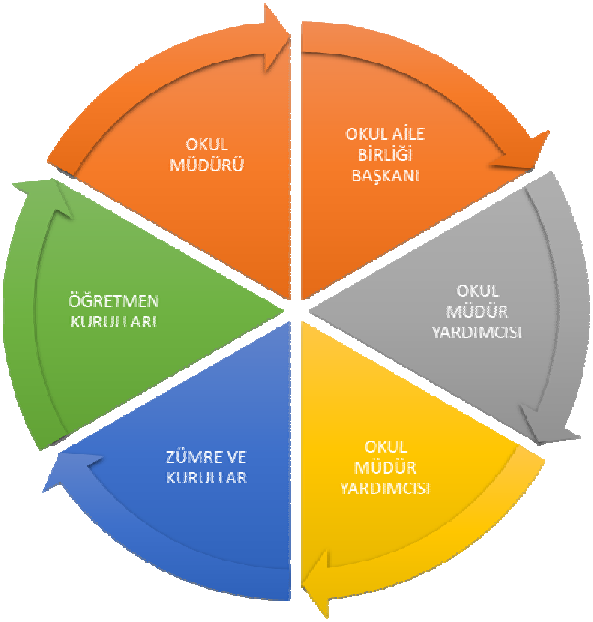 OKUL
MÜDÜRÜ
OKUL AİLE
BİRLİĞİ
BAŞKANI
OKUL
MÜDÜR
YARDIMCISI
OKUL
MÜDÜR
YARDIMCISI
ZÜMRE VE
KURULLAR
ÖĞRETMEN
KURULLARI